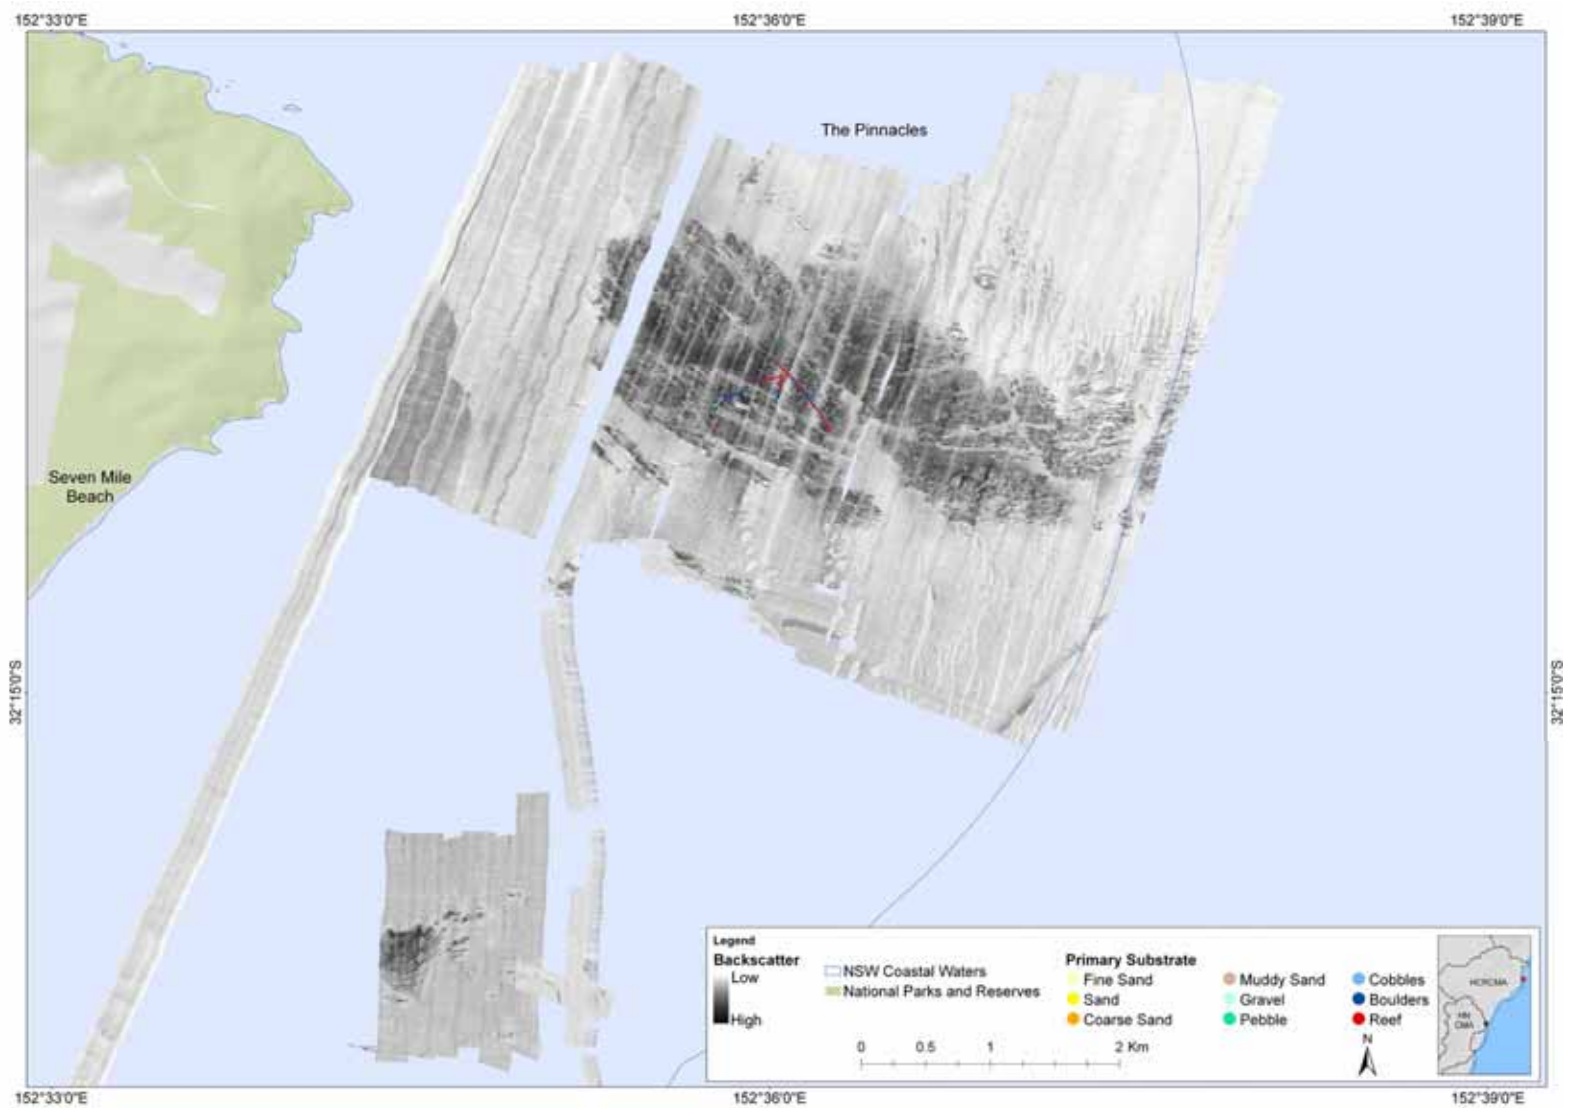 152°33'0"E 152°36'0"E 152°39'0"E
The Pinnacles
Seven Mile
Beach
32°15'0"S 32°15'0"S
Legend
Backscatter
Low
High
NSW Coastal Waters
National Parks and Reserves
Primary Substrate
Fine Sand
Sand
Coarse Sand
Muddy Sand
Gravel
Pebble
Cobbles
Boulders
Reef
0 0.5 1 2 Km
N
HCRCMA
HN
CMA
152°33'0"E 152°36'0"E 152°39'0"E